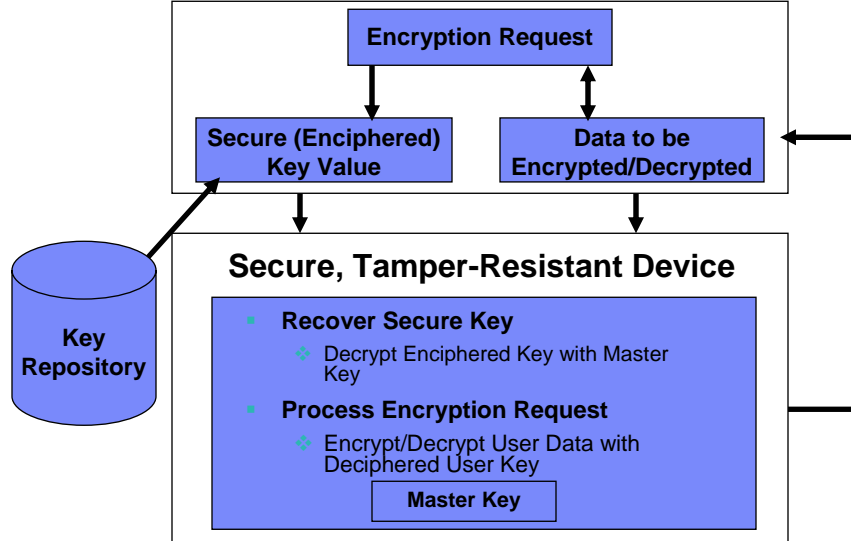 Encryption Request
Secure (Enciphered)
Key Value
Data to be
Encrypted/Decrypted
Secure, Tamper-Resistant Device
Key
Repository
Recover Secure Key
Decrypt Enciphered Key with Master
Key
Process Encryption Request
Encrypt/Decrypt User Data with
Deciphered User Key
Master Key